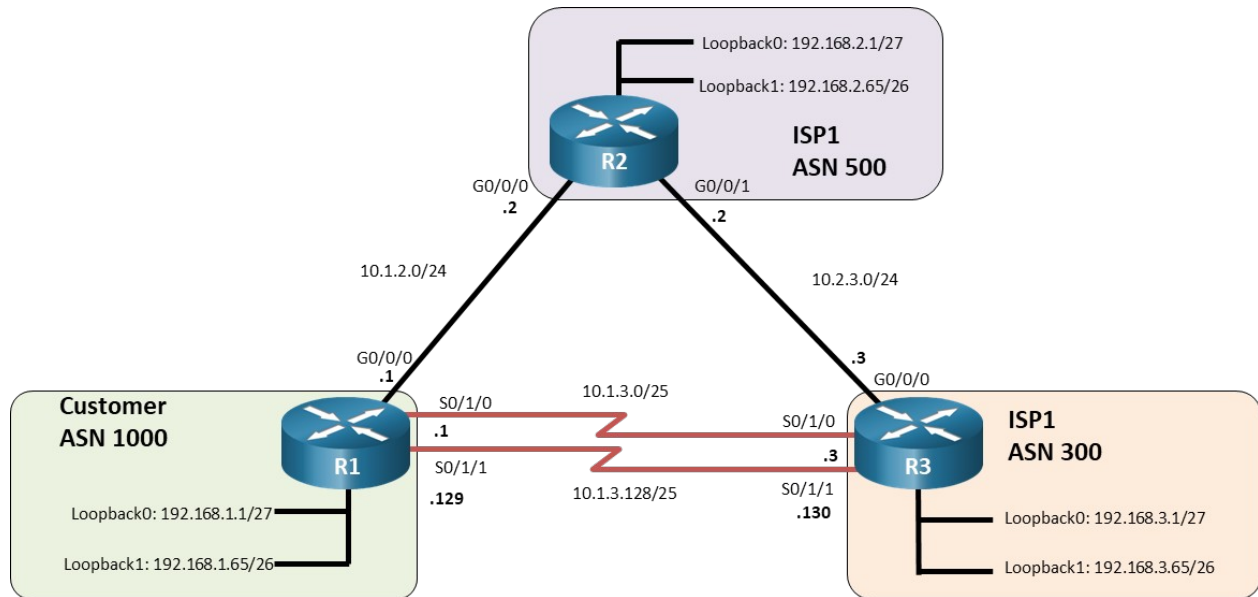 Loopback0: 192.168.2.1/27
Loopback1: 192.168.2.65/26
ISP1
ASN 500
R2
G0/0/0
.2
G0/0/1
.2
10.1.2.0/24
10.2.3.0/24
G0/0/0
.1
.3
G0/0/0
Customer
ASN 1000
R1
S0/1/0
.1
10.1.3.0/25
S0/1/0
.3
S0/1/1
.129
10.1.3.128/25
S0/1/1
.130
ISP1
ASN 300
R3
Loopback0: 192.168.1.1/27
Loopback1: 192.168.1.65/26
Loopback0: 192.168.3.1/27
Loopback1: 192.168.3.65/26